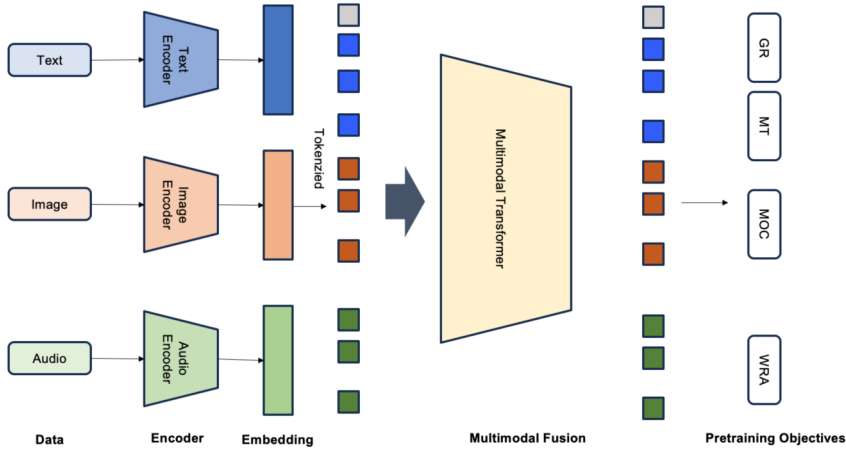 Text
Text
Encoder
Image
Image
Encoder
Audio
Audio
Encoder
Tokenzied
Multimodal Transformer
GR
MT
MOC
WRA
Data
Encoder
Embedding
Multimodal Fusion
Pretraining Objectives